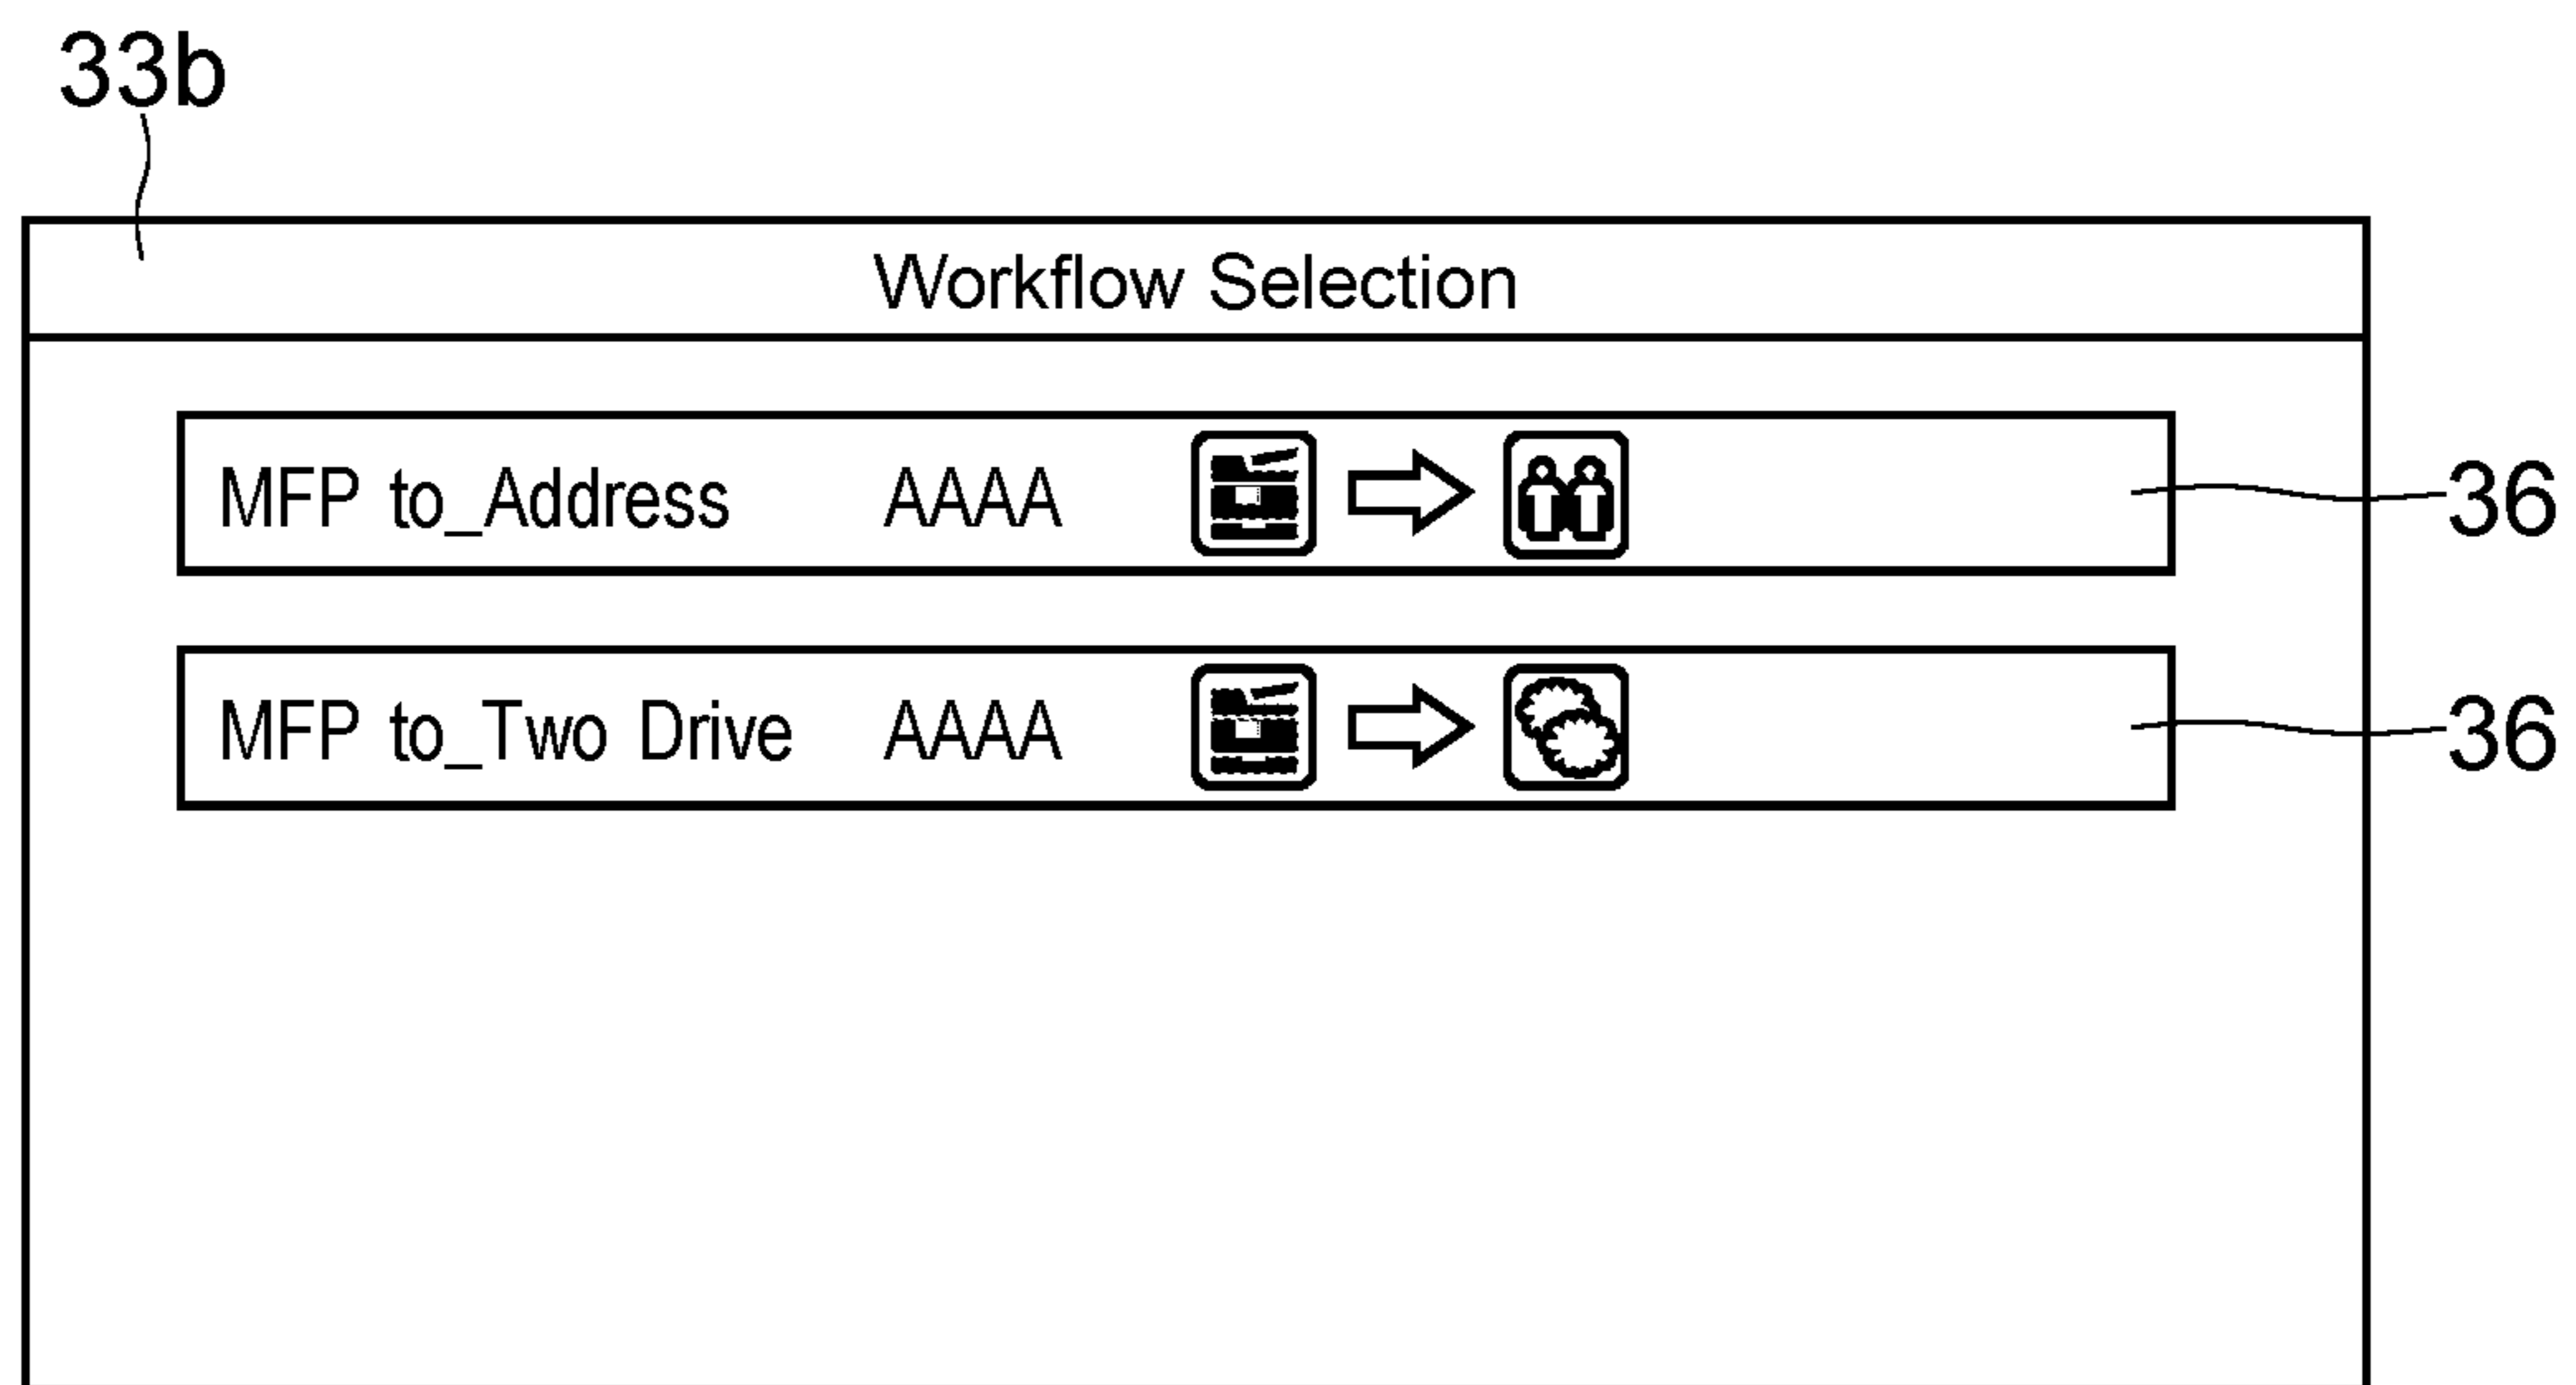 33b
Workflow Selection
MFP to_Address AAAA 36
MFP to_Two Drive AAAA 36